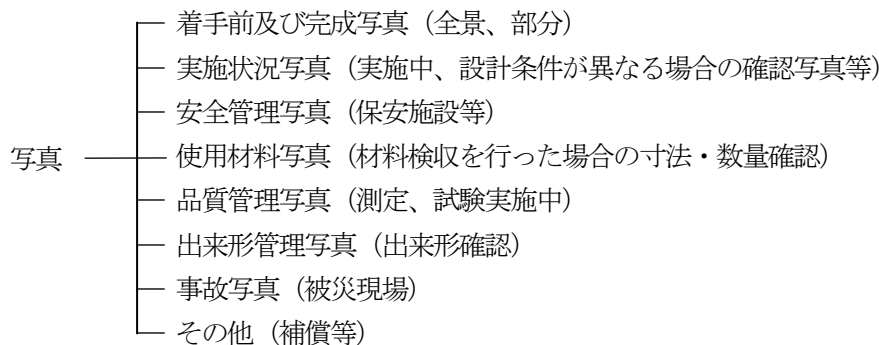 着手前及び完成写真（全景、部分）
実施状況写真（実施中、設計条件が異なる場合の確認写真等）
安全管理写真（保安施設等）
写真
使用材料写真（材料検収を行った場合の寸法・数量確認）
品質管理写真（測定、試験実施中）
出来形管理写真（出来形確認）
事故写真（被災現場）
その他（補償等）